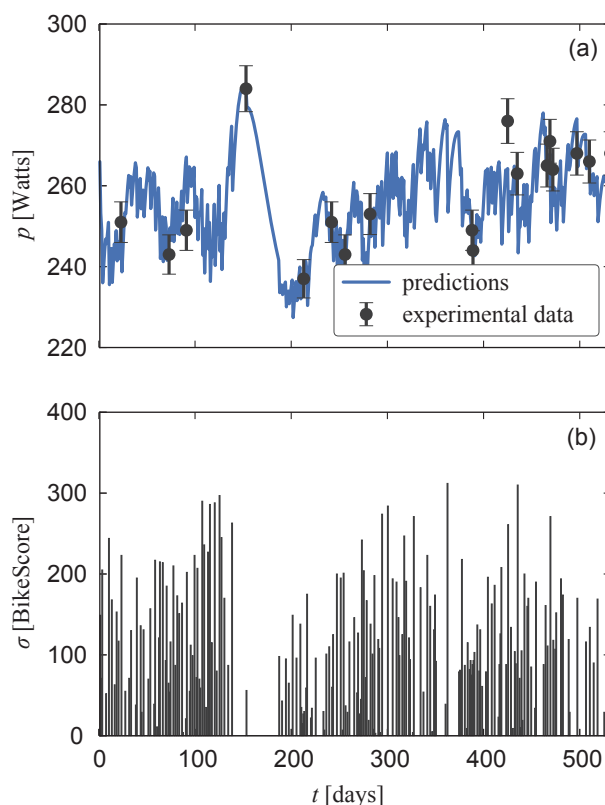 300
(a)
280
260
p [Watts]
240
predictions
experimental data
220
400
(b)
300
200
σ [BikeScore]
100
0
0 100 200 300 400 500
t [days]